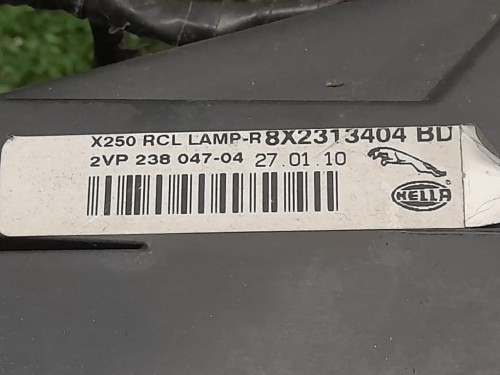 X250 RCL LAMP-R 8X2313404 BD
2VP 238 047-04 27.01.10
HELLA